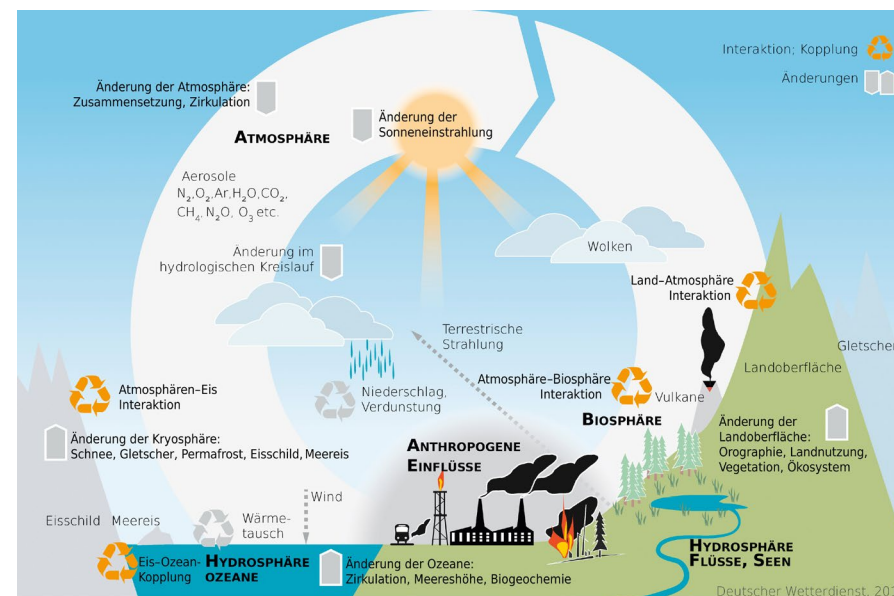 Interaktion; Kopplung
Änderungen
Änderung der Atmosphäre:
Zusammensetzung, Zirkulation
Änderung der
Sonneneinstrahlung
ATMOSPHÄRE
Aerosole
N₂,O₂,Ar,H₂O,CO₂,
CH₄, N₂O, O₃ etc.
Änderung im
hydrologischen Kreislauf
Wolken
Land–Atmosphäre
Interaktion
Terrestrische
Strahlung
Gletscher
Landoberfläche
Atmosphären–Eis
Interaktion
Niederschlag,
Verdunstung
Atmosphäre–Biosphäre
Interaktion
Vulkane
BIOSPHÄRE
Änderung der
Landoberfläche:
Orographie, Landnutzung,
Vegetation, Ökosystem
Änderung der Kryosphäre:
Schnee, Gletscher, Permafrost, Eisschild, Meereis
ANTHROPOGENE
EINFLÜSSE
Wind
Eisschild Meereis
Wärme-
tausch
Eis–Ozean-
Kopplung
HYDROSPHÄRE
OZEANE
Änderung der Ozeane:
Zirkulation, Meereshöhe, Biogeochemie
HYDROSPHÄRE
FLÜSSE, SEEN
Deutscher Wetterdienst,